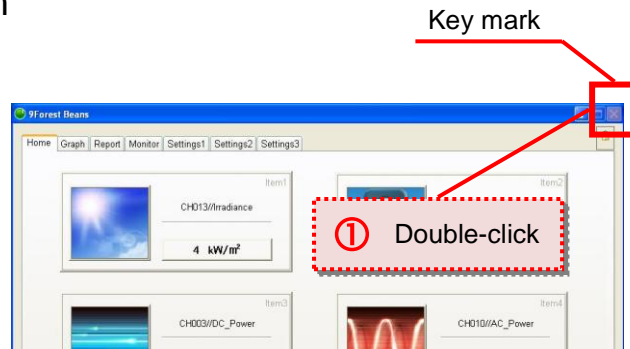 Key mark
9Forest Beans
Home Graph Report Monitor Settings1 Settings2 Settings3
Item1
Item2
CH013//Irradiance
4 kW/m²
① Double-click
Item3
Item4
CH003//DC_Power
CH010//AC_Power